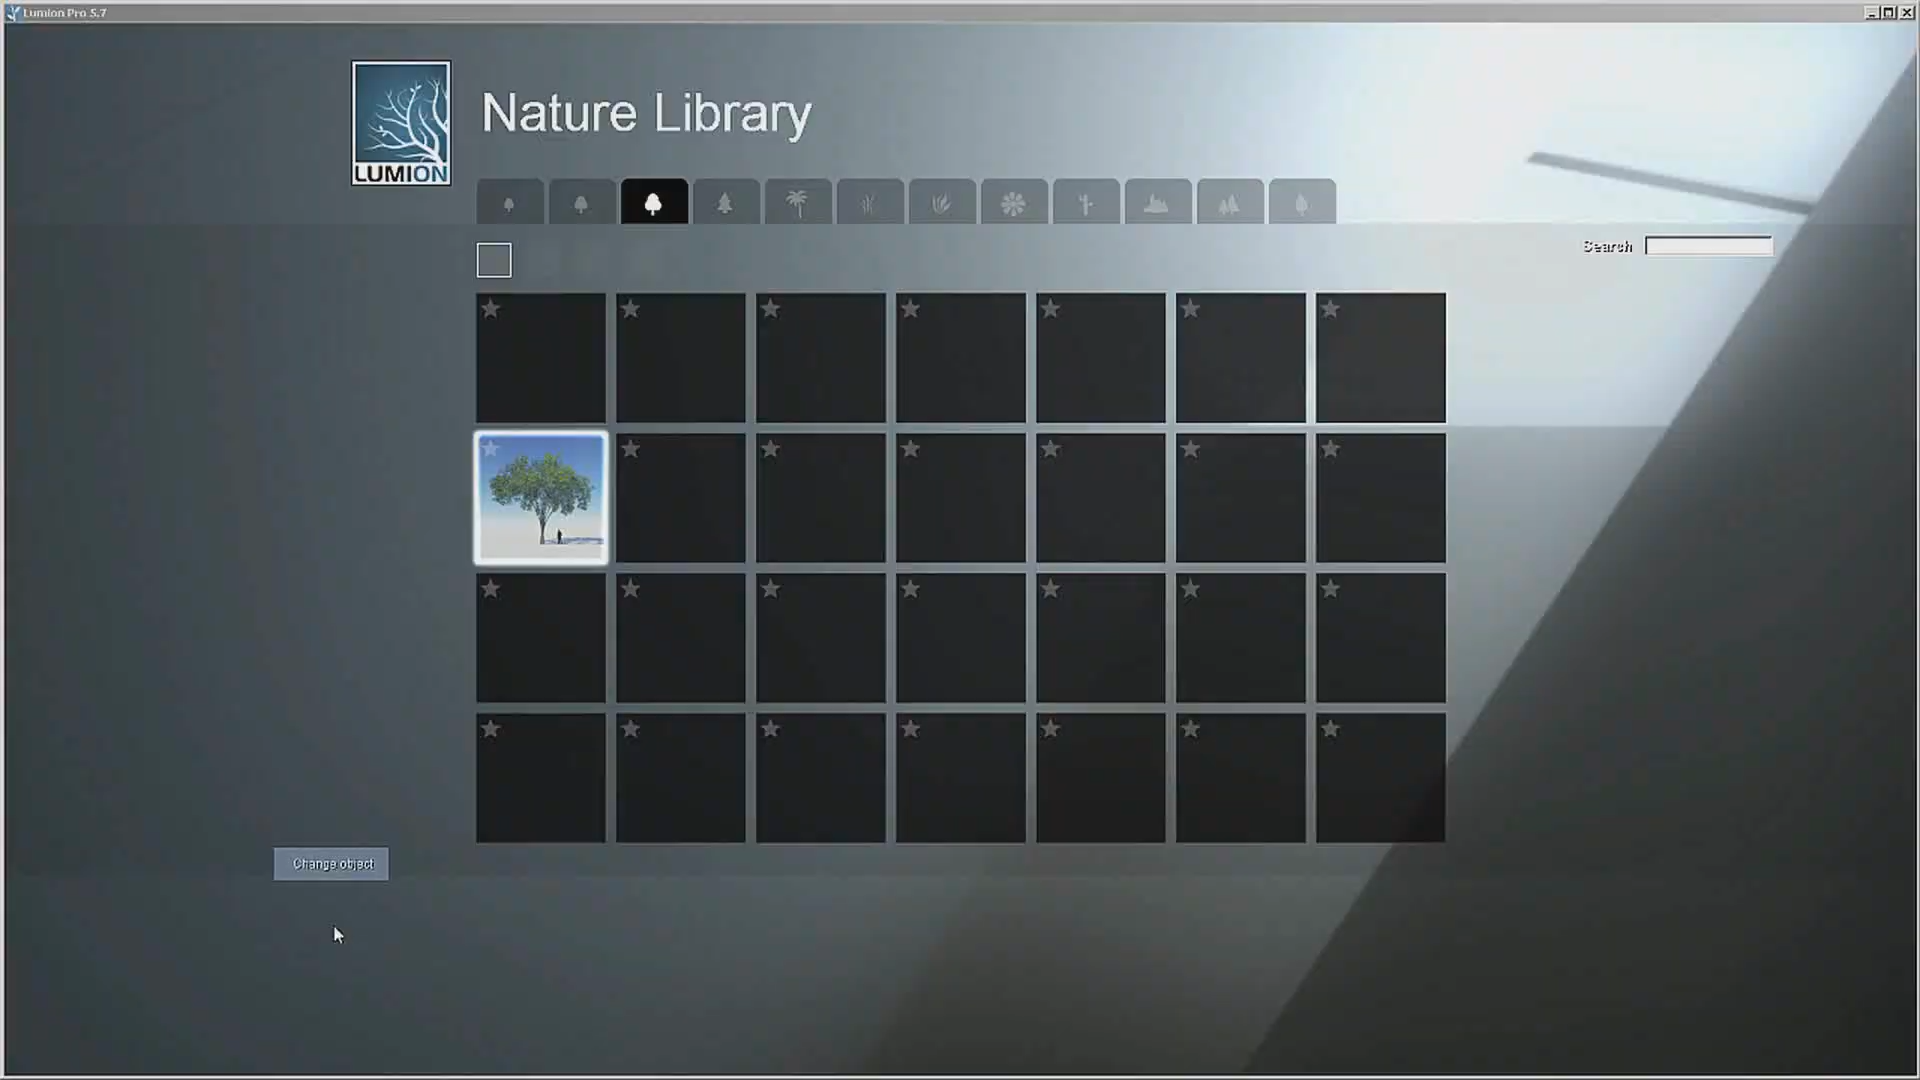 Lumion Pro 5.7
Nature Library
LUMION
Search
Change object